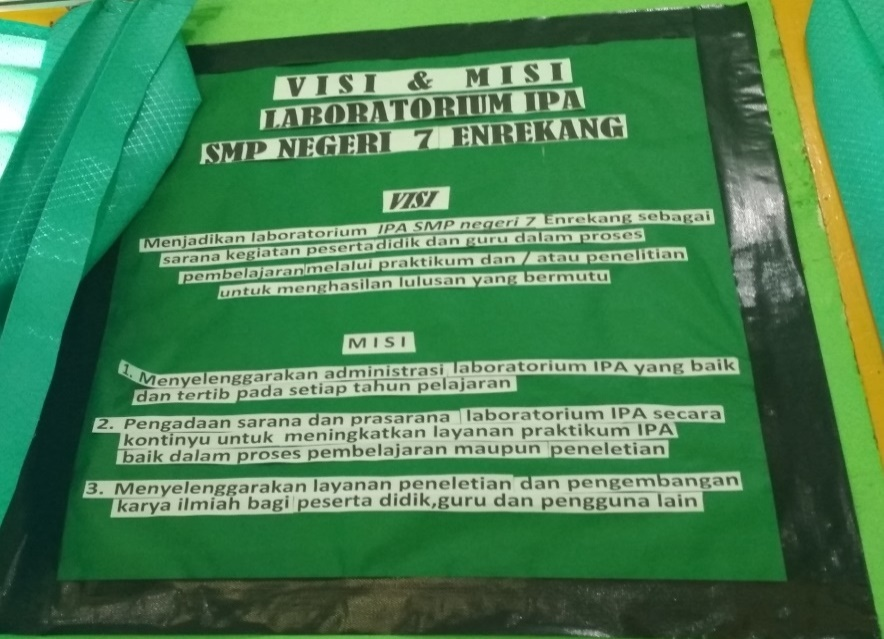 VISI & MISI
LABORATORIUM IPA
SMP NEGERI 7 ENREKANG
VISI
Menjadikan laboratorium IPA SMP negeri 7 Enrekang sebagai
sarana kegiatan pesertadidik dan guru dalam proses
pembelajaran melalui praktikum dan / atau penelitian
untuk menghasilan lulusan yang bermutu
MISI
1. Menyelenggarakan administrasi laboratorium IPA yang baik
dan tertib pada setiap tahun pelajaran
2. Pengadaan sarana dan prasarana laboratorium IPA secara
kontinyu untuk meningkatkan layanan praktikum IPA
baik dalam proses pembelajaran maupun peneletian
3. Menyelenggarakan layanan peneletian dan pengembangan
karya ilmiah bagi peserta didik,guru dan pengguna lain